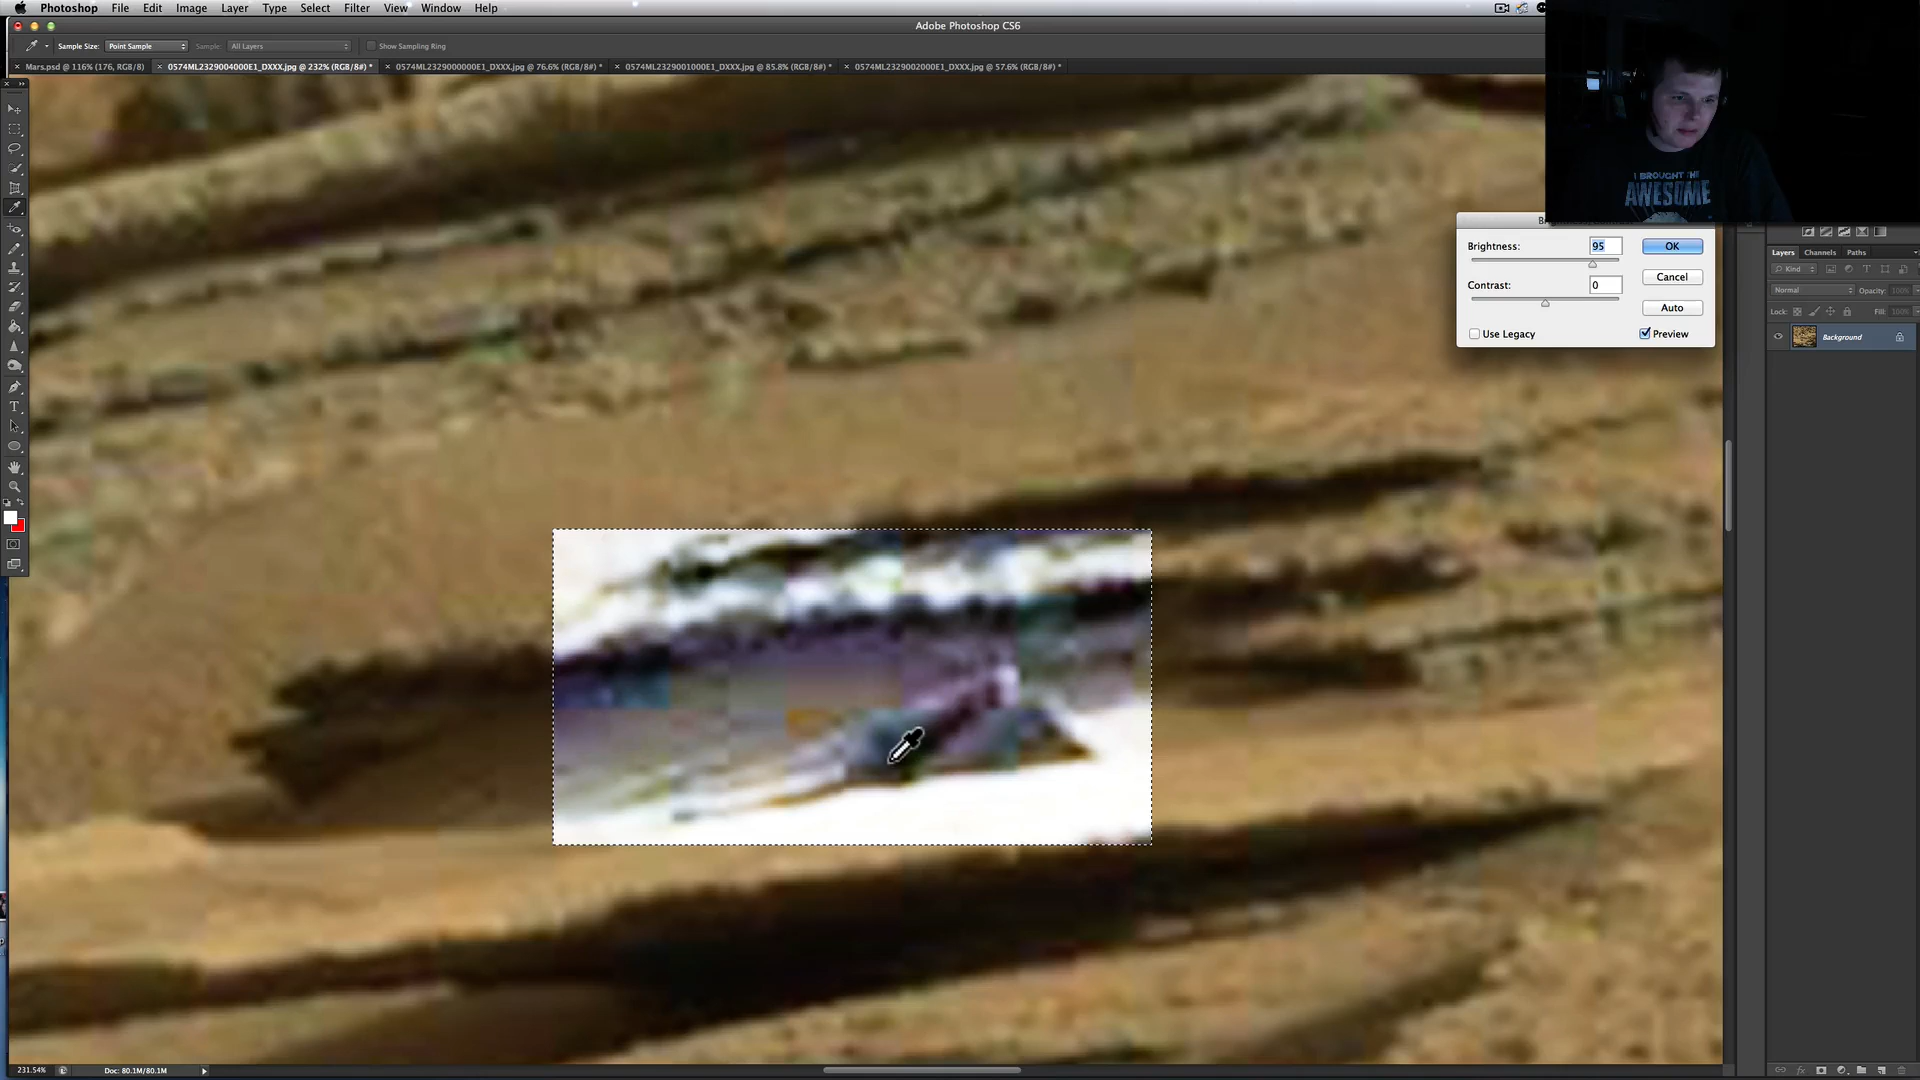 Photoshop File Edit Image Layer Type Select Filter View Window Help
Adobe Photoshop CS6
Sample Size: Point Sample Sample: All Layers Show Sampling Ring
Mars.psd @ 116% (176, RGB/8) 0574ML2329004000E1_DXXX.jpg @ 232% (RGB/8#) * 0574ML2329000000E1_DXXX.jpg @ 76.6% (RGB/8#) * 0574ML2329001000E1_DXXX.jpg @ 85.8% (RGB/8#) * 0574ML2329002000E1_DXXX.jpg @ 57.6% (RGB/8#) *
I BROUGHT THE
AWESOME
Brightness: 95 OK
Cancel
Contrast: 0
Auto
Use Legacy Preview
Layers Channels Paths
Kind
Normal Opacity: 100%
Lock: Fill: 100%
Background
231.54% Doc: 80.1M/80.1M